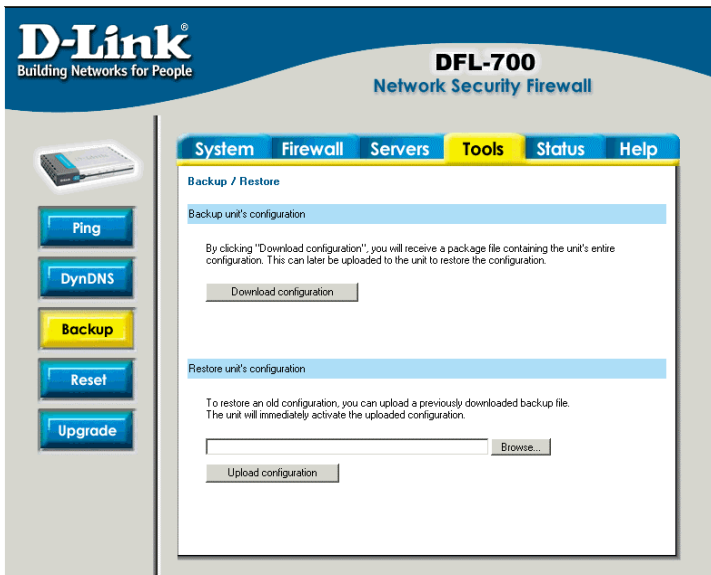 D-Link®
Building Networks for People
DFL-700
Network Security Firewall
System Firewall Servers Tools Status Help
Backup / Restore
Backup unit's configuration
By clicking "Download configuration", you will receive a package file containing the unit's entire
configuration. This can later be uploaded to the unit to restore the configuration.
Download configuration
Restore unit's configuration
To restore an old configuration, you can upload a previously downloaded backup file.
The unit will immediately activate the uploaded configuration.
Browse...
Upload configuration
Ping
DynDNS
Backup
Reset
Upgrade